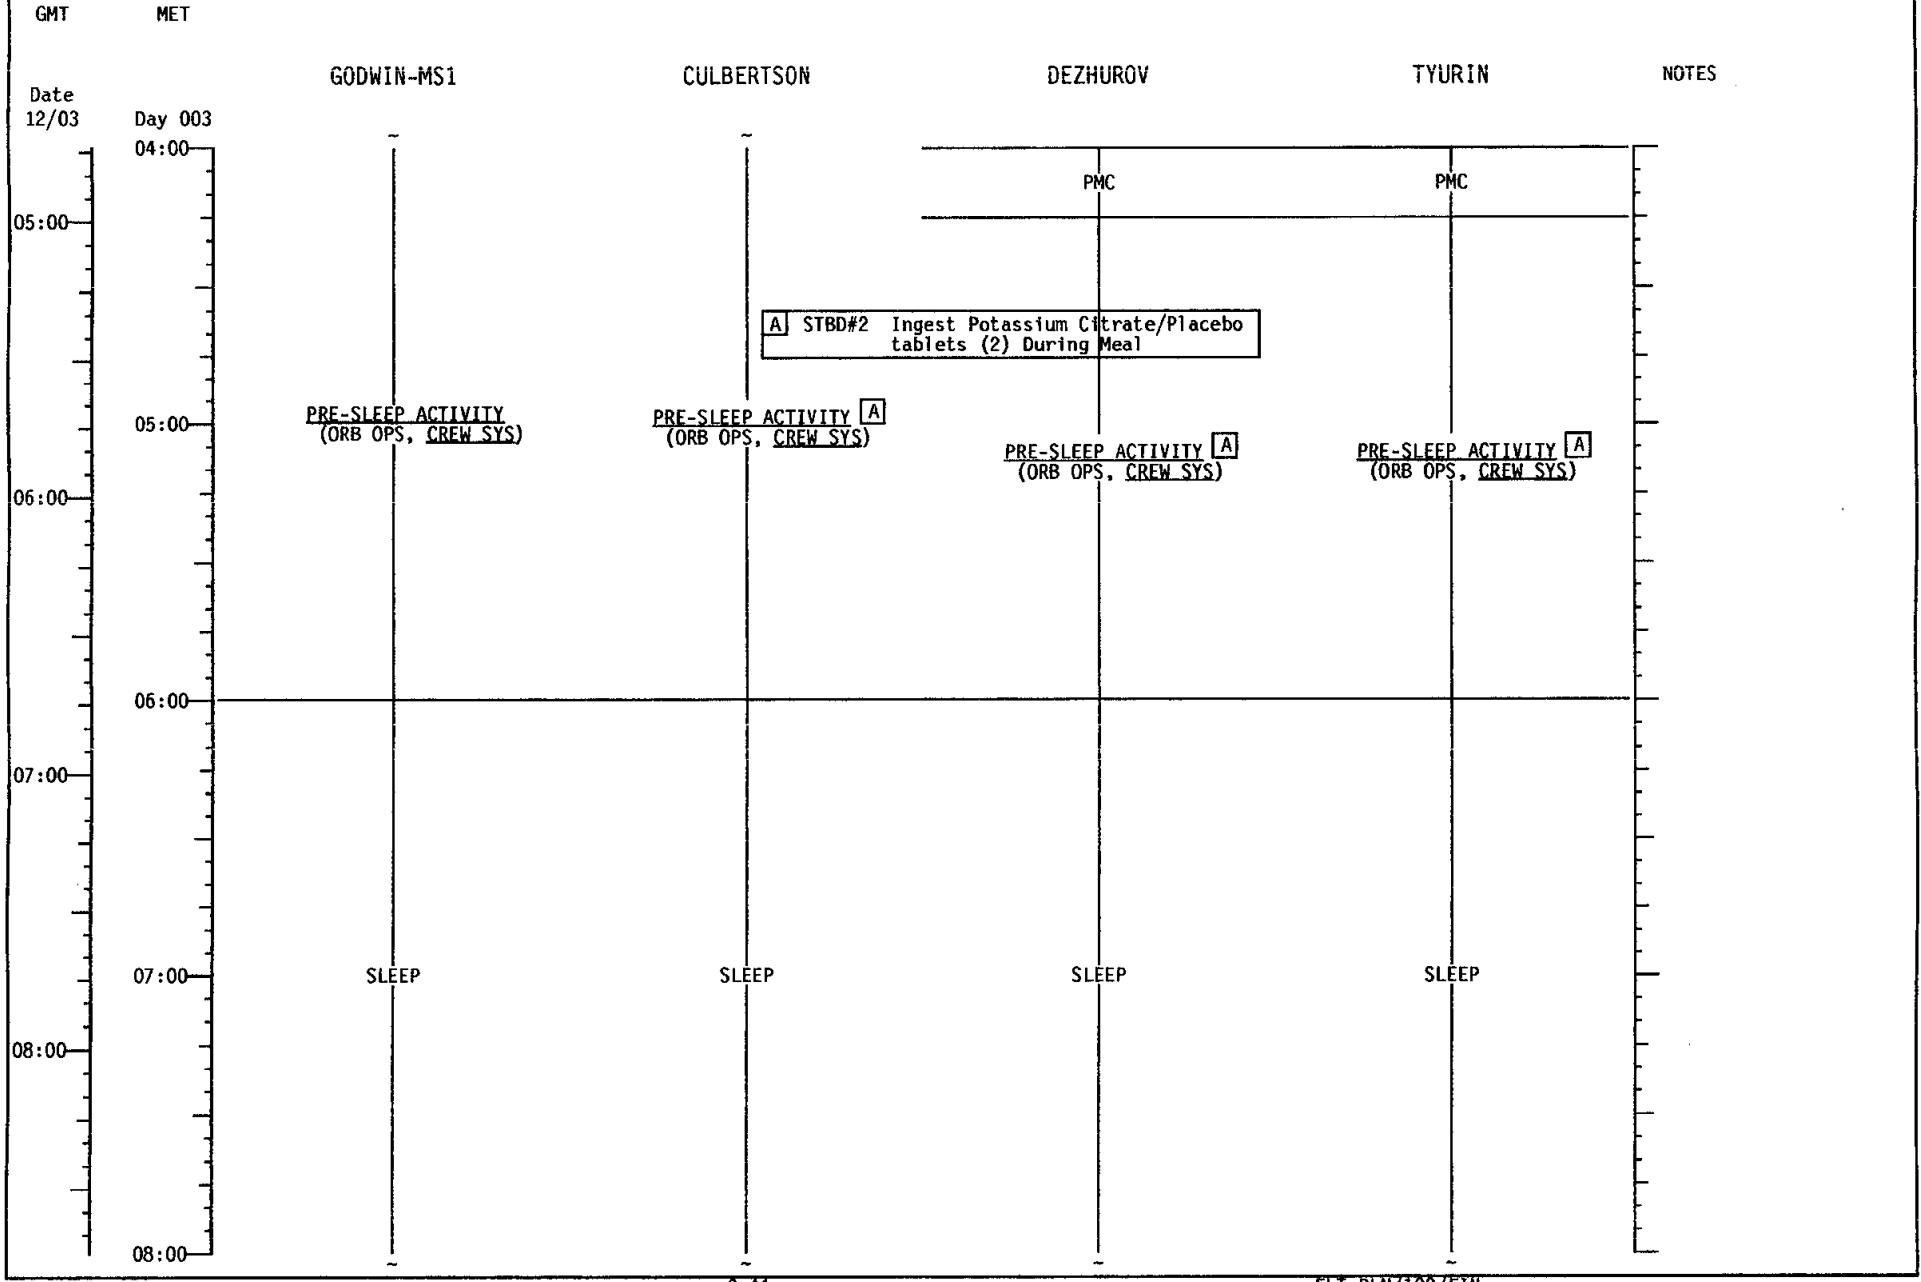 GMT MET
GODWIN-MS1 CULBERTSON DEZHUROV TYURIN NOTES
Date
12/03 Day 003
~ ~
04:00
PMC PMC
05:00
A STBD#2 Ingest Potassium Citrate/Placebo
tablets (2) During Meal
05:00 PRE-SLEEP ACTIVITY PRE-SLEEP ACTIVITY A
(ORB OPS, CREW SYS) (ORB OPS, CREW SYS)
PRE-SLEEP ACTIVITY A PRE-SLEEP ACTIVITY A
(ORB OPS, CREW SYS) (ORB OPS, CREW SYS)
06:00
06:00
07:00
07:00 SLEEP SLEEP SLEEP SLEEP
08:00
08:00
~ ~ ~ ~